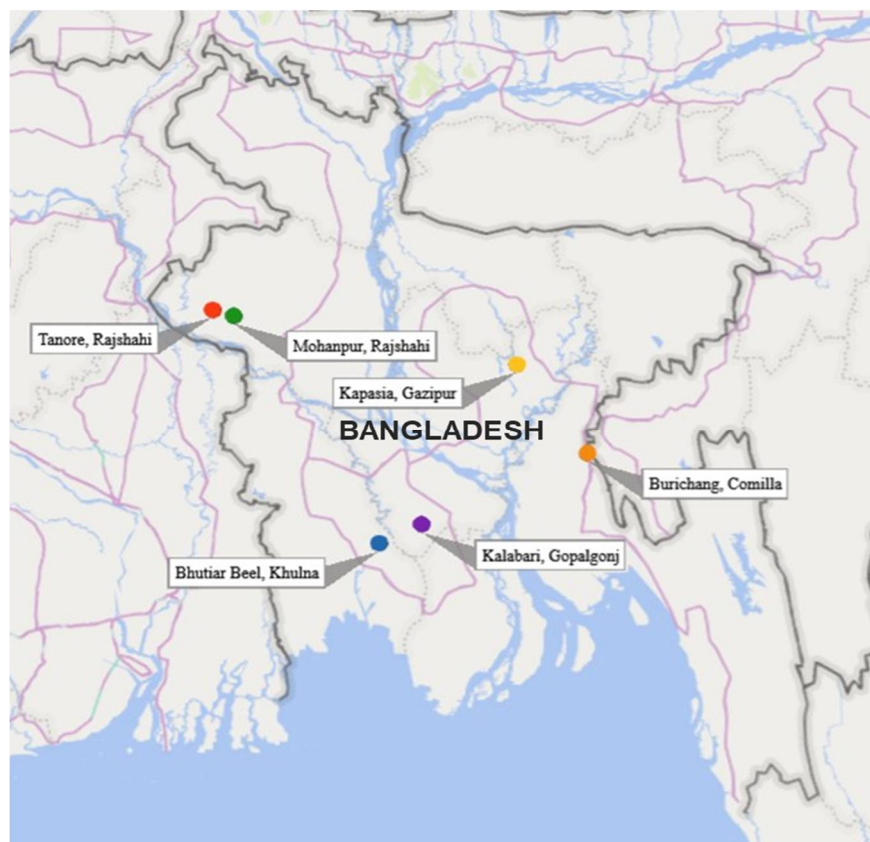 Tanore, Rajshahi
Mohanpur, Rajshahi
Kapasia, Gazipur
BANGLADESH
Burichang, Comilla
Kalabari, Gopalgonj
Bhutiar Beel, Khulna